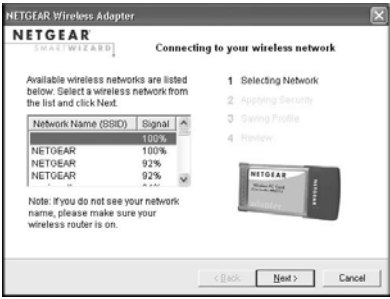 NETGEAR Wireless Adapter
NETGEAR
SMARTWIZARD
Connecting to your wireless network
Available wireless networks are listed
below. Select a wireless network from
the list and click Next.
Network Name (SSID) Signal
100%
NETGEAR 100%
NETGEAR 92%
NETGEAR 92%
Note: If you do not see your network
name, please make sure your
wireless router is on.
1 Selecting Network
2 Applying Security
3 Saving Profile
4 Review
NETGEAR
Wireless PC Card
< Back Next > Cancel